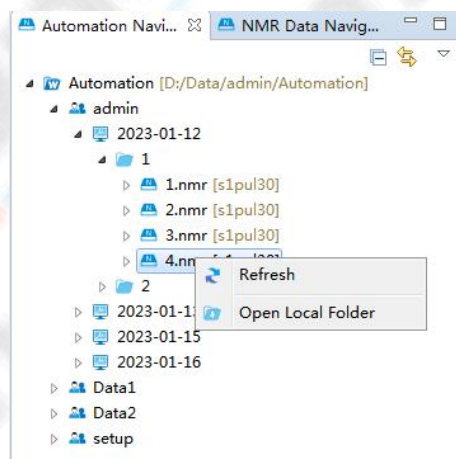 Automation Navi... NMR Data Navig...
Automation [D:/Data/admin/Automation]
admin
2023-01-12
1
1.nmr [s1pul30]
2.nmr [s1pul30]
3.nmr [s1pul30]
4.nm
Refresh
2
2023-01-1
Open Local Folder
2023-01-15
2023-01-16
Data1
Data2
setup